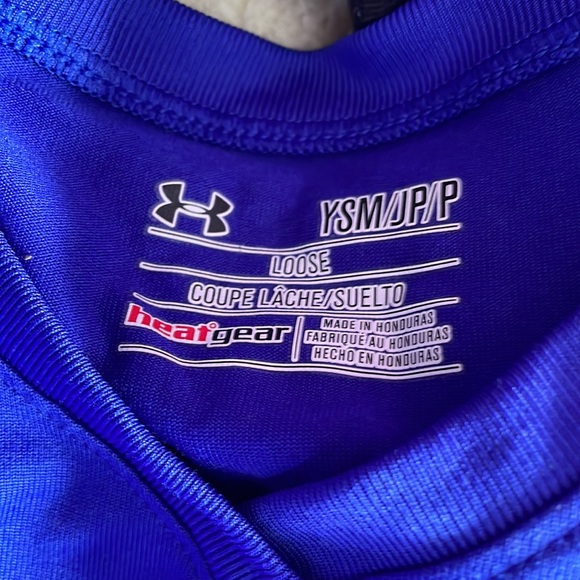 YSM/JP/P
LOOSE
COUPE LÂCHE/SUELTO
heatgear
MADE IN HONDURAS
FABRIQUÉ AU HONDURAS
HECHO EN HONDURAS